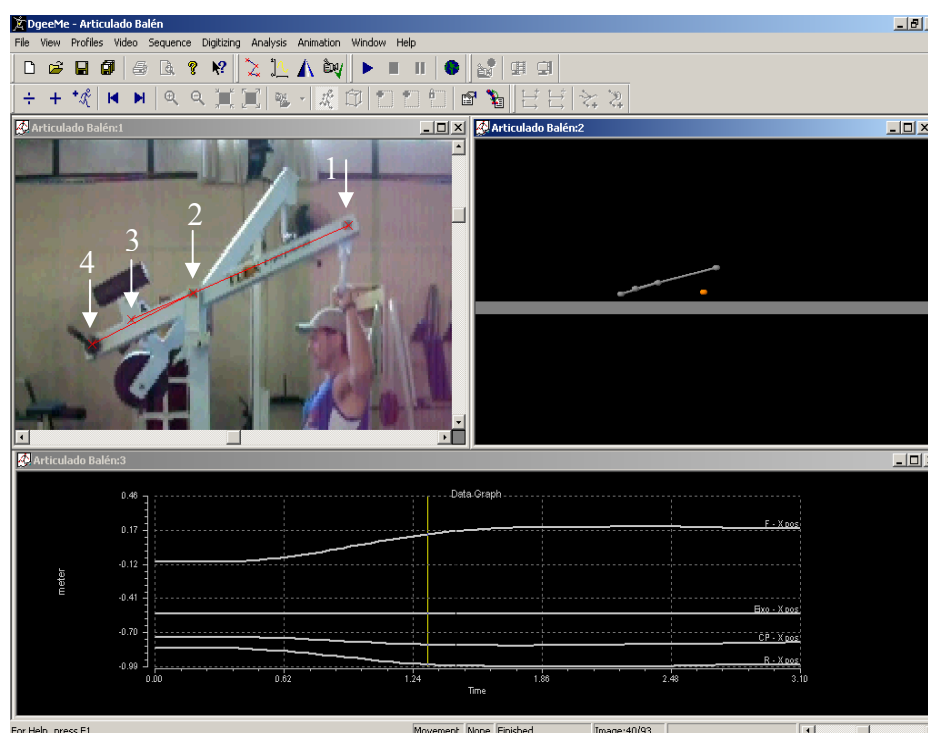 DgeeMe - Articulado Balén
File View Profiles Video Sequence Digitizing Analysis Animation Window Help
Articulado Balén:1
Articulado Balén:2
1
2
3
4
Articulado Balén:3
Data Graph
0.46
0.17
-0.12
-0.41
-0.70
-0.99
meter
F - X pos
Eixo - X pos
CP - X pos
R - X pos
0.00 0.62 1.24 1.86 2.48 3.10
Time
For Help, press F1 Movement None Finished Image:40/93